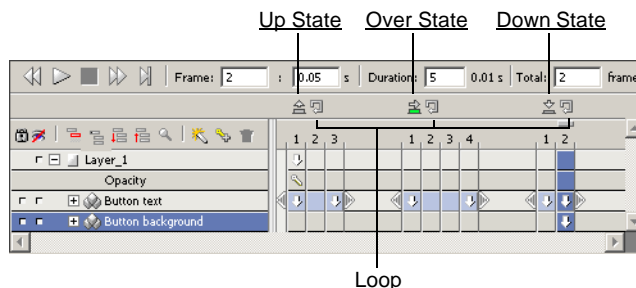 Up State Over State Down State
Frame: 2 : 0.05 s Duration: 5 0.01 s Total: 2 frame
1 2 3 1 2 3 4 1 2
Layer_1
Opacity
Button text
Button background
Loop